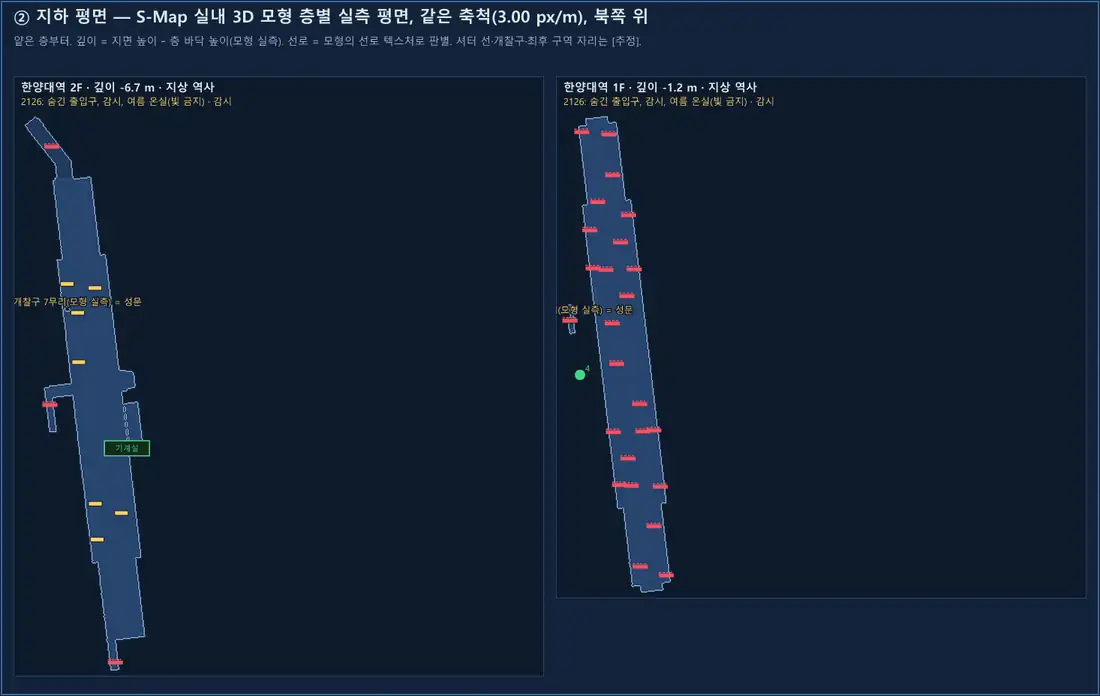 ② 지하 평면 — S-Map 실내 3D 모형 층별 실측 평면, 같은 축척(3.00 px/m), 북쪽 위
얕은 층부터. 깊이 = 지면 높이 − 층 바닥 높이(모형 실측). 선로 = 모형의 선로 텍스처로 판별. 셔터 선·개찰구·최후 구역 자리는 [추정].
한양대역 2F · 깊이 -6.7 m · 지상 역사
2126: 숨긴 출입구, 감시, 여름 온실(빛 금지) · 감시
개찰구 7무리(모형 실측) = 성문
기계실
한양대역 1F · 깊이 -1.2 m · 지상 역사
2126: 숨긴 출입구, 감시, 여름 온실(빛 금지) · 감시
(모형 실측) = 성문
4